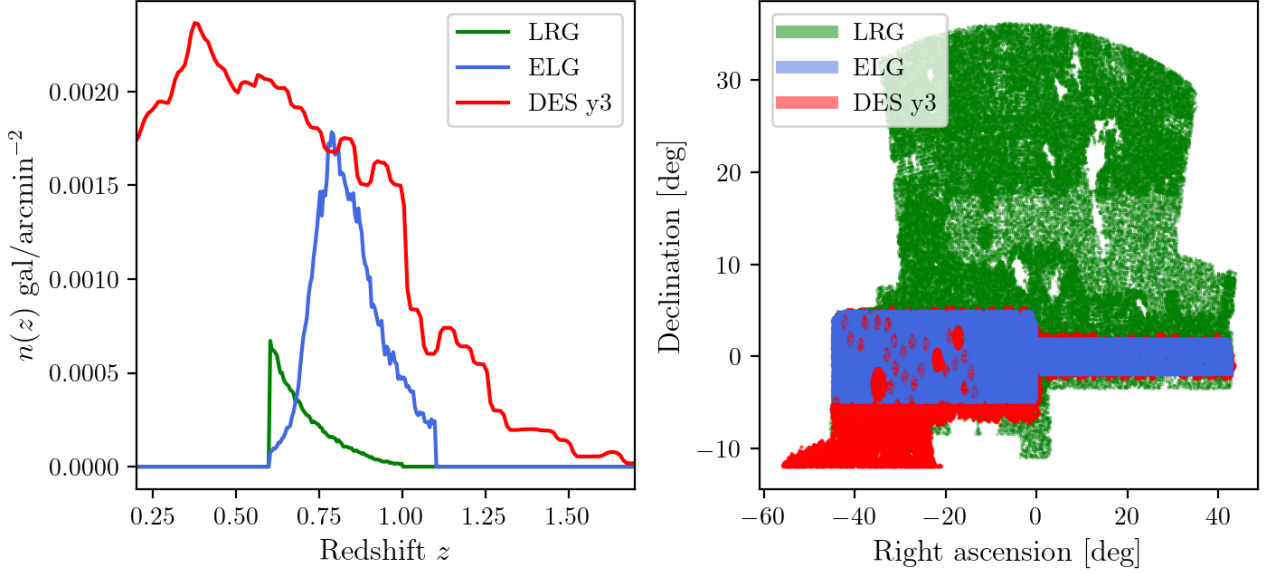 LRG
ELG
DES y3
n(z) gal/arcmin⁻²
0.0020
0.0015
0.0010
0.0005
0.0000
0.25 0.50 0.75 1.00 1.25 1.50
Redshift z
LRG
ELG
DES y3
Declination [deg]
30
20
10
0
−10
−60 −40 −20 0 20 40
Right ascension [deg]